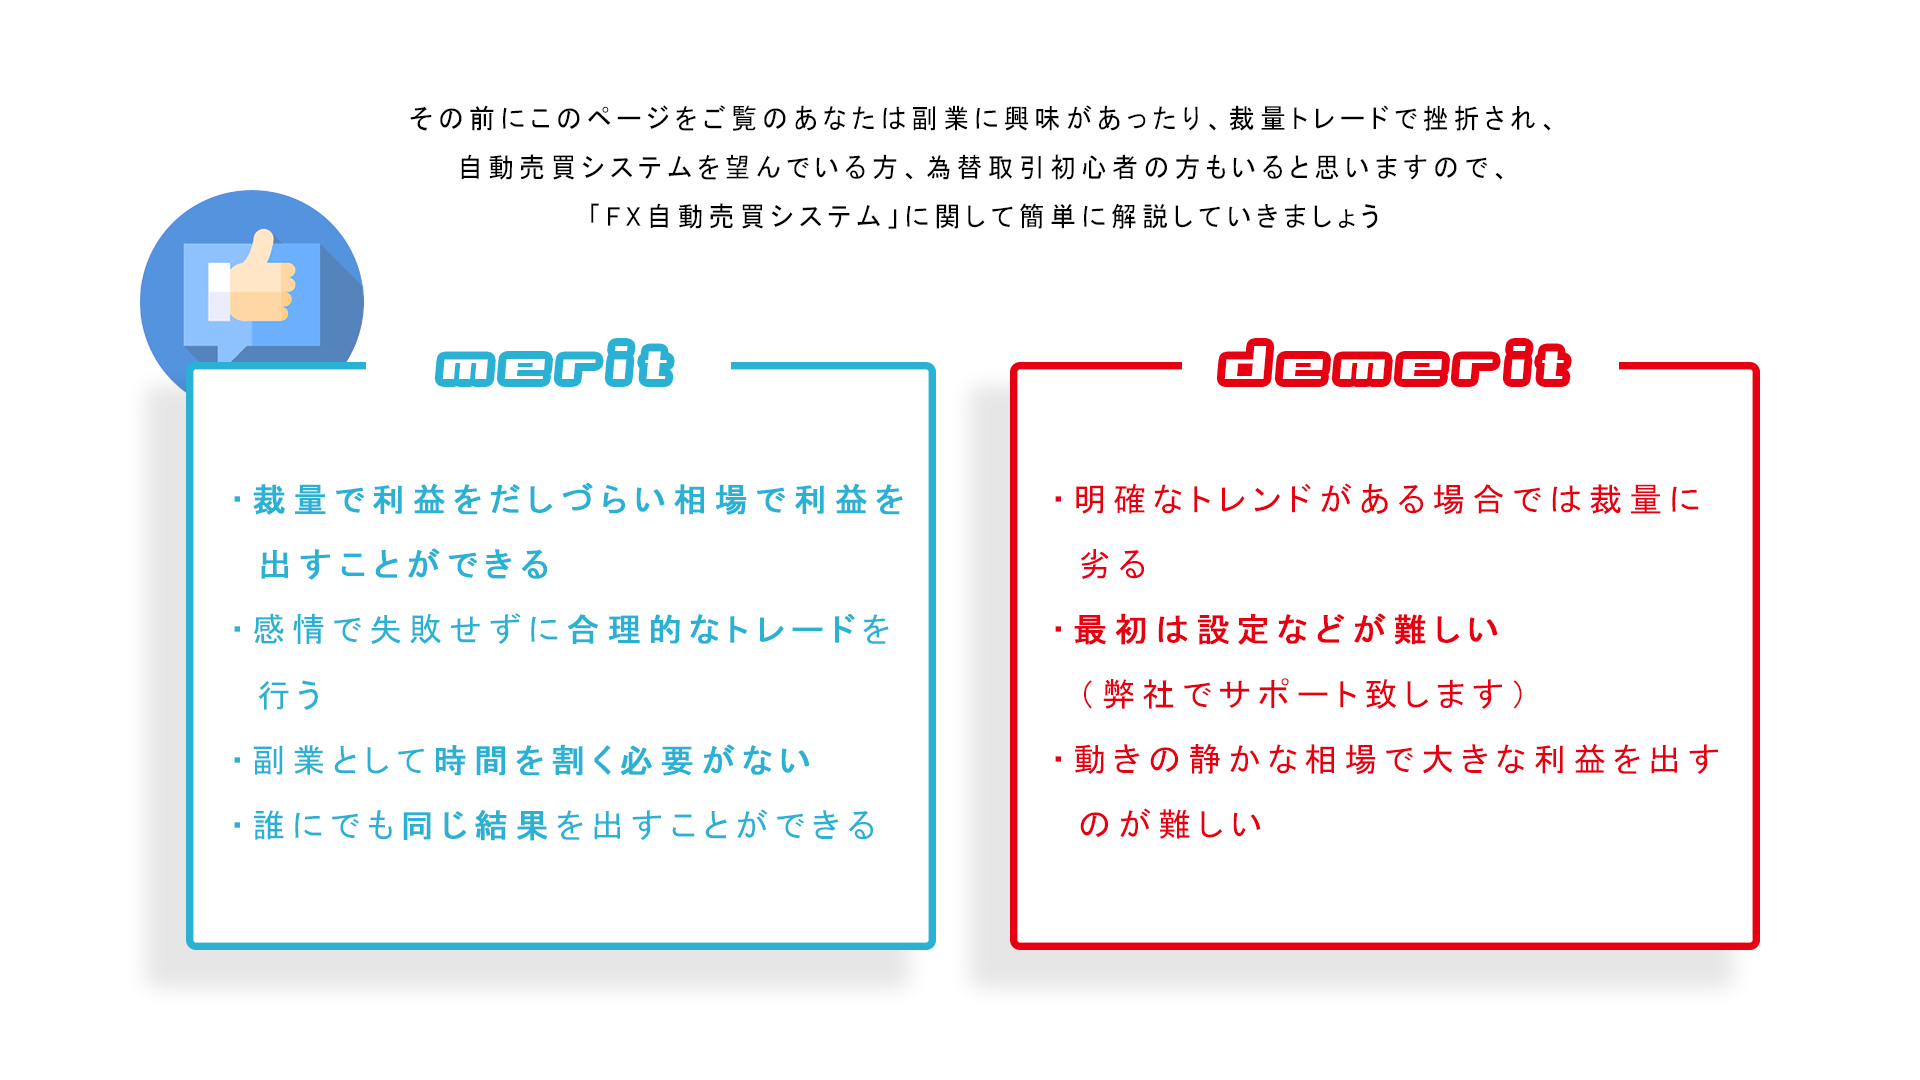 その前にこのページをご覧のあなたは副業に興味があったり、裁量トレードで挫折され、
自動売買システムを望んでいる方、為替取引初心者の方もいると思いますので、
「FX自動売買システム」に関して簡単に解説していきましょう
merit
・裁量で利益をだしづらい相場で利益を
出すことができる
・感情で失敗せずに合理的なトレードを
行う
・副業として時間を割く必要がない
・誰にでも同じ結果を出すことができる
demerit
・明確なトレンドがある場合では裁量に
劣る
・最初は設定などが難しい
（弊社でサポート致します）
・動きの静かな相場で大きな利益を出す
のが難しい